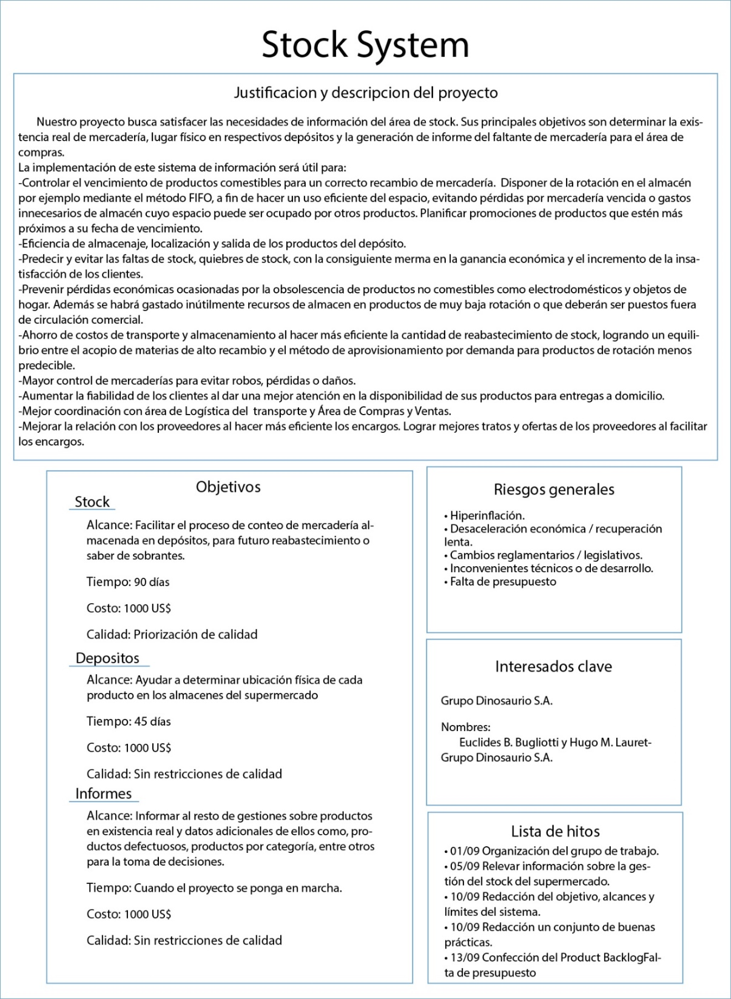 Stock System
Justificacion y descripcion del proyecto
Nuestro proyecto busca satisfacer las necesidades de información del área de stock. Sus principales objetivos son determinar la exis-
tencia real de mercadería, lugar físico en respectivos depósitos y la generación de informe del faltante de mercadería para el área de
compras.
La implementación de este sistema de información será útil para:
-Controlar el vencimiento de productos comestibles para un correcto recambio de mercadería.  Disponer de la rotación en el almacén
por ejemplo mediante el método FIFO, a fin de hacer un uso eficiente del espacio, evitando pérdidas por mercadería vencida o gastos
innecesarios de almacén cuyo espacio puede ser ocupado por otros productos. Planificar promociones de productos que estén más
próximos a su fecha de vencimiento.
-Eficiencia de almacenaje, localización y salida de los productos del depósito.
-Predecir y evitar las faltas de stock, quiebres de stock, con la consiguiente merma en la ganancia económica y el incremento de la insa-
tisfacción de los clientes.
-Prevenir pérdidas económicas ocasionadas por la obsolescencia de productos no comestibles como electrodomésticos y objetos de
hogar. Además se habrá gastado inútilmente recursos de almacen en productos de muy baja rotación o que deberán ser puestos fuera
de circulación comercial.
-Ahorro de costos de transporte y almacenamiento al hacer más eficiente la cantidad de reabastecimiento de stock, logrando un equili-
brio entre el acopio de materias de alto recambio y el método de aprovisionamiento por demanda para productos de rotación menos
predecible.
-Mayor control de mercaderías para evitar robos, pérdidas o daños.
-Aumentar la fiabilidad de los clientes al dar una mejor atención en la disponibilidad de sus productos para entregas a domicilio.
-Mejor coordinación con área de Logística del  transporte y Área de Compras y Ventas.
-Mejorar la relación con los proveedores al hacer más eficiente los encargos. Lograr mejores tratos y ofertas de los proveedores al facilitar
los encargos.
Objetivos
Stock
Alcance: Facilitar el proceso de conteo de mercadería al-
macenada en depósitos, para futuro reabastecimiento o
saber de sobrantes.
Tiempo: 90 días
Costo: 1000 US$
Calidad: Priorización de calidad
Depositos
Alcance: Ayudar a determinar ubicación física de cada
producto en los almacenes del supermercado
Tiempo: 45 días
Costo: 1000 US$
Calidad: Sin restricciones de calidad
Informes
Alcance: Informar al resto de gestiones sobre productos
en existencia real y datos adicionales de ellos como, pro-
ductos defectuosos, productos por categoría, entre otros
para la toma de decisiones.
Tiempo: Cuando el proyecto se ponga en marcha.
Costo: 1000 US$
Calidad: Sin restricciones de calidad
Riesgos generales
• Hiperinflación.
• Desaceleración económica / recuperación
lenta.
• Cambios reglamentarios / legislativos.
• Inconvenientes técnicos o de desarrollo.
• Falta de presupuesto
Interesados clave
Grupo Dinosaurio S.A.
Nombres:
Euclides B. Bugliotti y Hugo M. Lauret-
Grupo Dinosaurio S.A.
Lista de hitos
• 01/09 Organización del grupo de trabajo.
• 05/09 Relevar información sobre la ges-
tión del stock del supermercado.
• 10/09 Redacción del objetivo, alcances y
límites del sistema.
• 10/09 Redacción un conjunto de buenas
prácticas.
• 13/09 Confección del Product BacklogFal-
ta de presupuesto